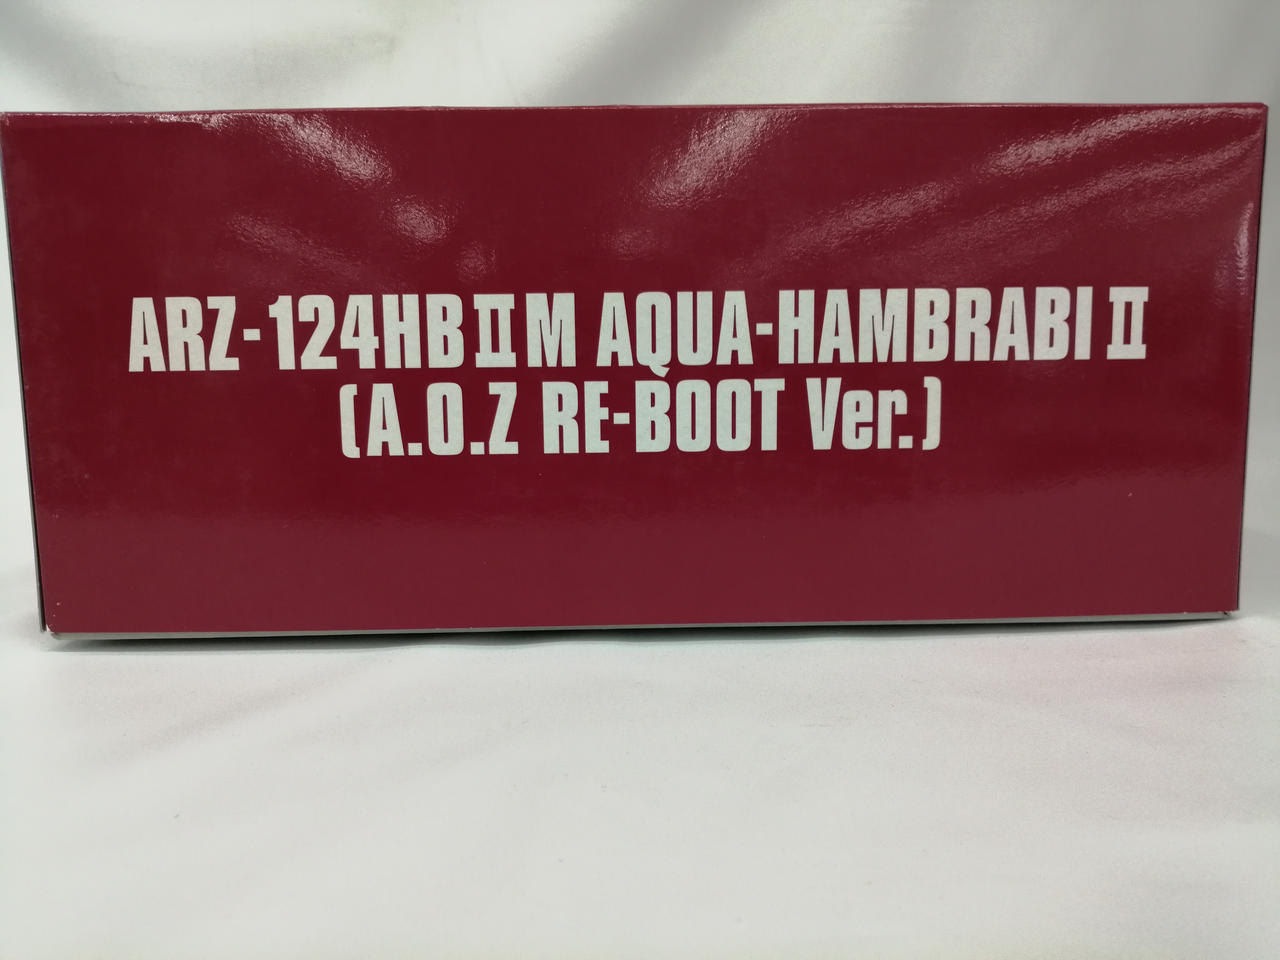 ARZ-124HBⅡM AQUA-HAMBRABIⅡ
(A.O.Z RE-BOOT Ver.)